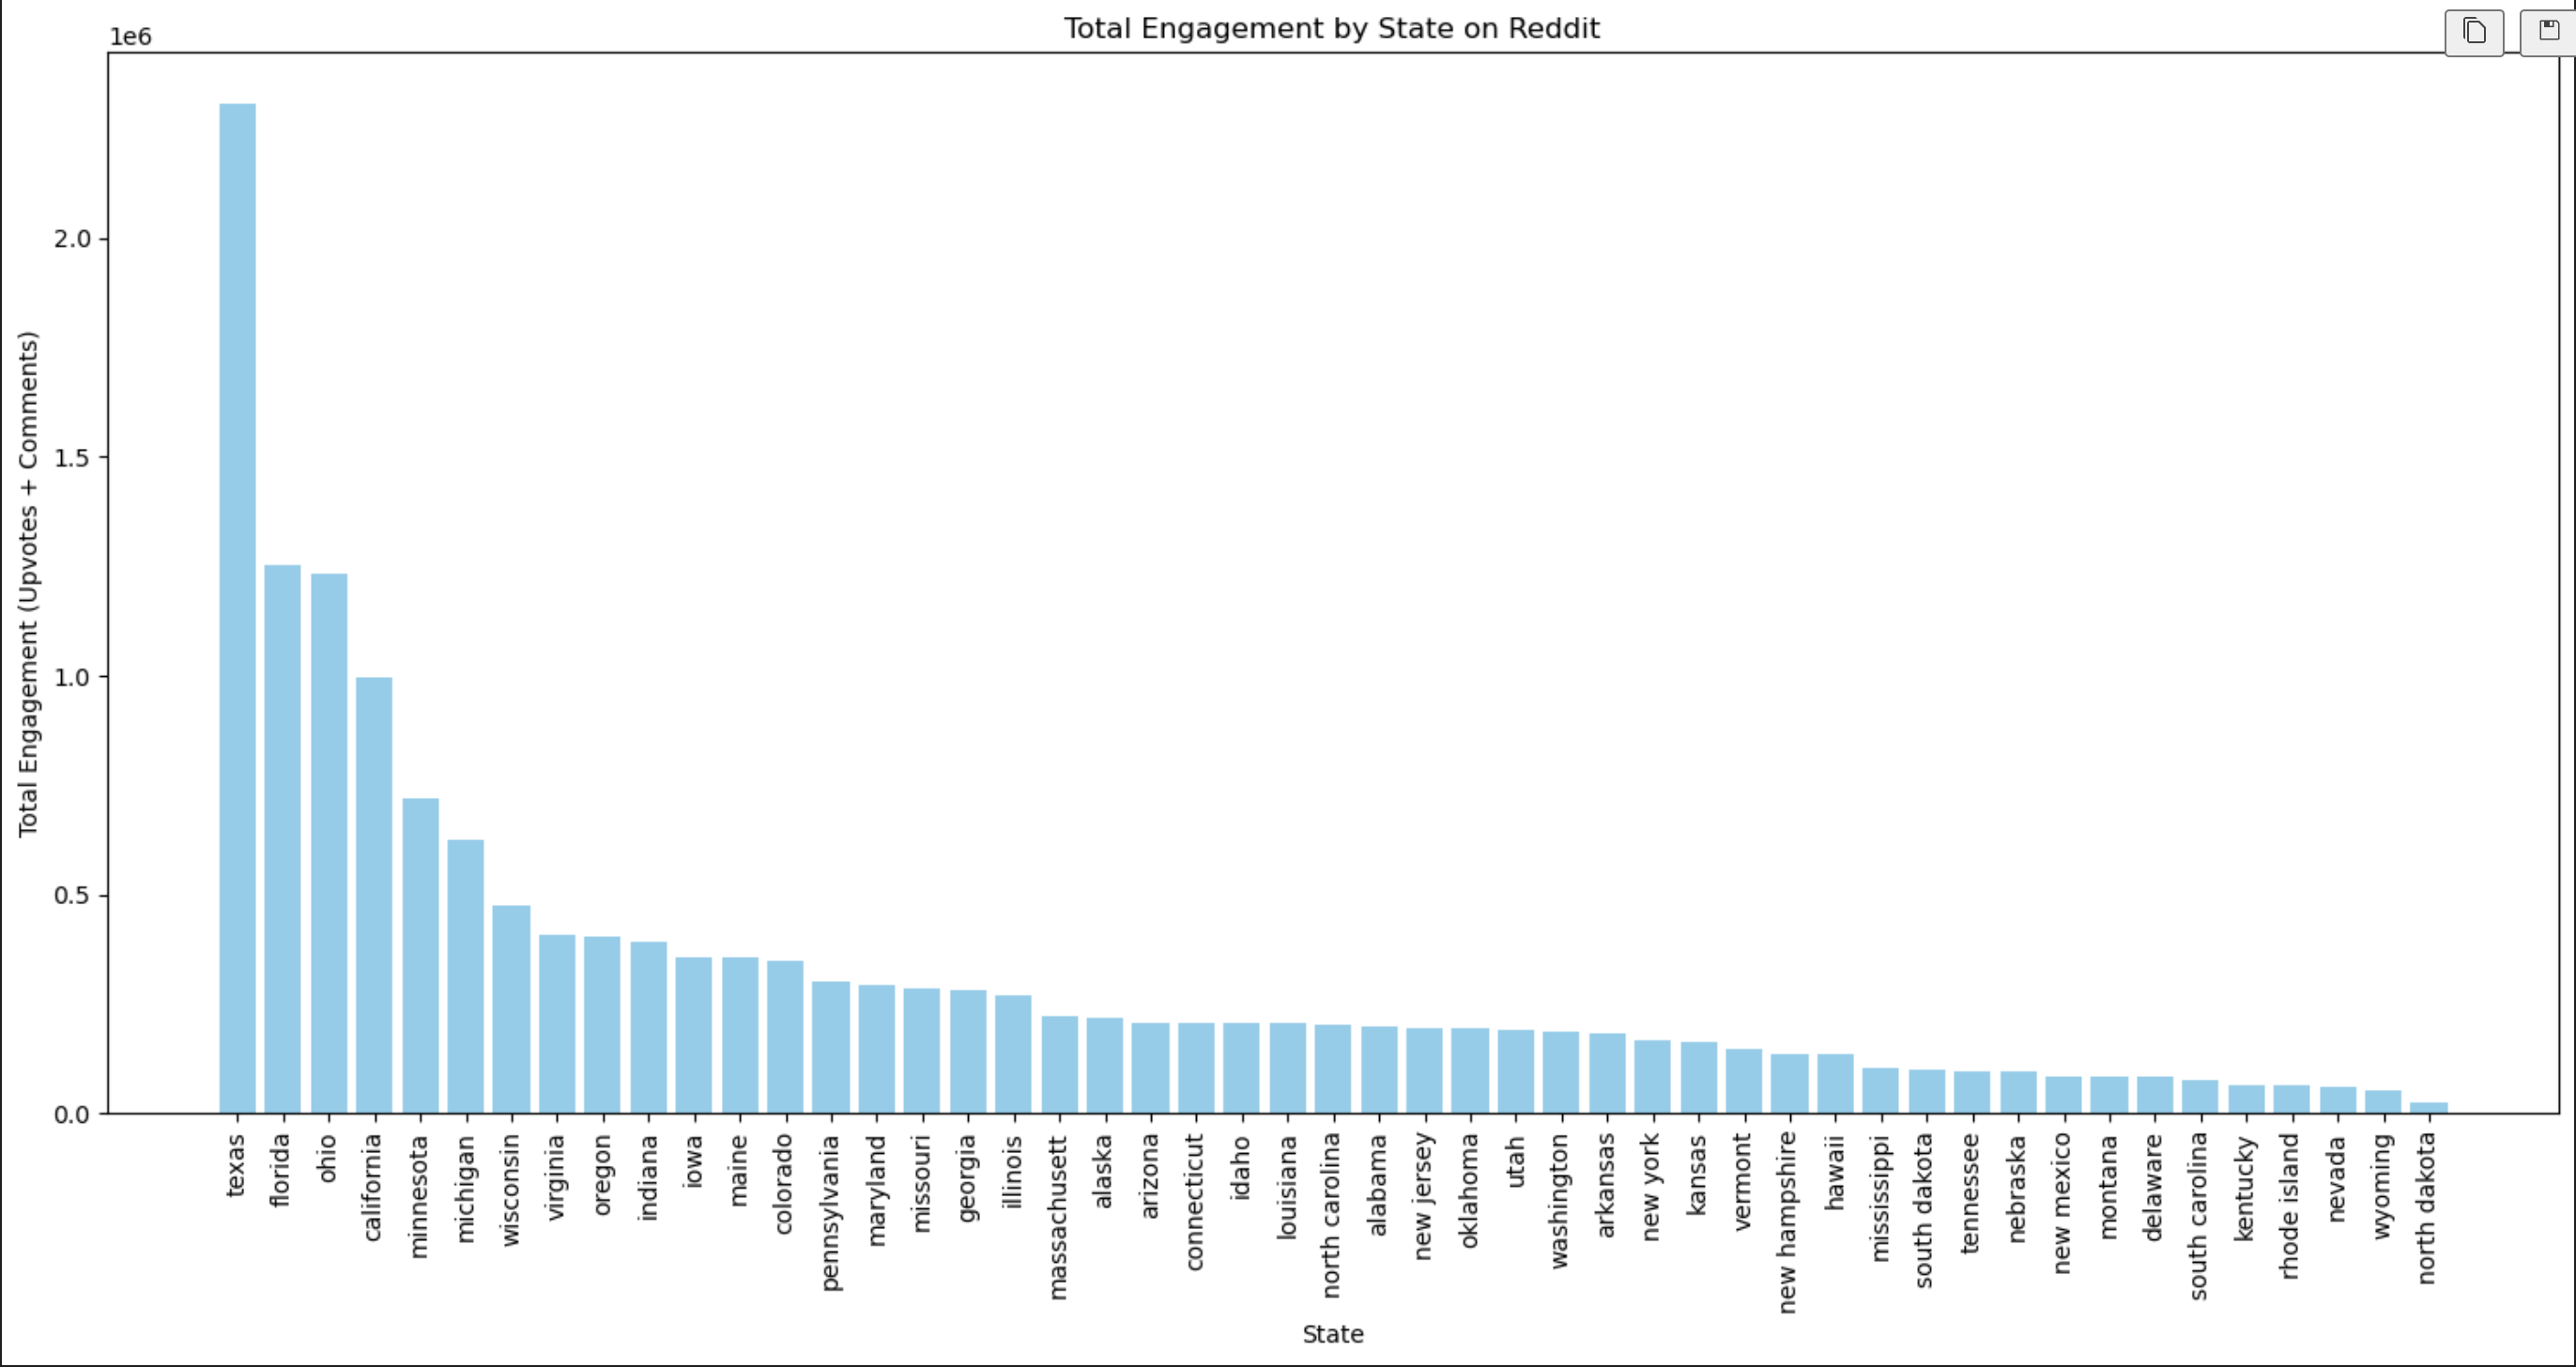 Total Engagement by State on Reddit
1e6
2.0
1.5
1.0
0.5
0.0
Total Engagement (Upvotes + Comments)
texas
florida
ohio
california
minnesota
michigan
wisconsin
virginia
oregon
indiana
iowa
maine
colorado
pennsylvania
maryland
missouri
georgia
illinois
massachusett
alaska
arizona
connecticut
idaho
louisiana
north carolina
alabama
new jersey
oklahoma
utah
washington
arkansas
new york
kansas
vermont
new hampshire
hawaii
mississippi
south dakota
tennessee
nebraska
new mexico
montana
delaware
south carolina
kentucky
rhode island
nevada
wyoming
north dakota
State